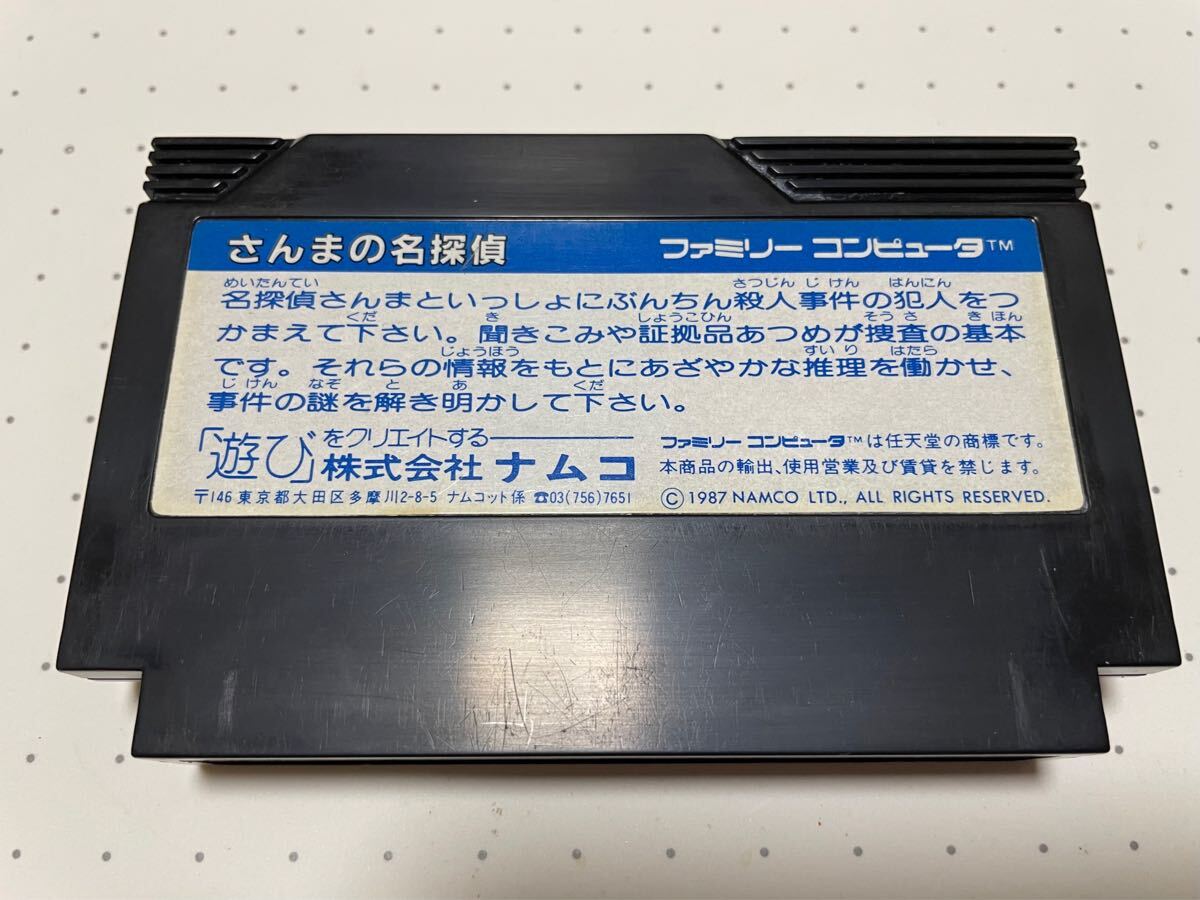 さんまの名探偵 ファミリー コンピュータ™
めいたんてい さつじん じ けん はんにん
名探偵さんまといっしょにぶんちん殺人事件の犯人をつ
くだ き しょうこひん そう さ き ほん
かまえて下さい。聞きこみや証拠品あつめが捜査の基本
じょうほう すい り はたら
です。それらの情報をもとにあざやかな推理を働かせ、
じ けん なぞ と あ くだ
事件の謎を解き明かして下さい。
「遊び」をクリエイトする
株式会社 ナムコ
〒146 東京都大田区多摩川2-8-5 ナムコット係 ☎03(756)7651
ファミリー コンピュータ™は任天堂の商標です。
本商品の輸出、使用営業及び賃貸を禁じます。
©1987 NAMCO LTD., ALL RIGHTS RESERVED.